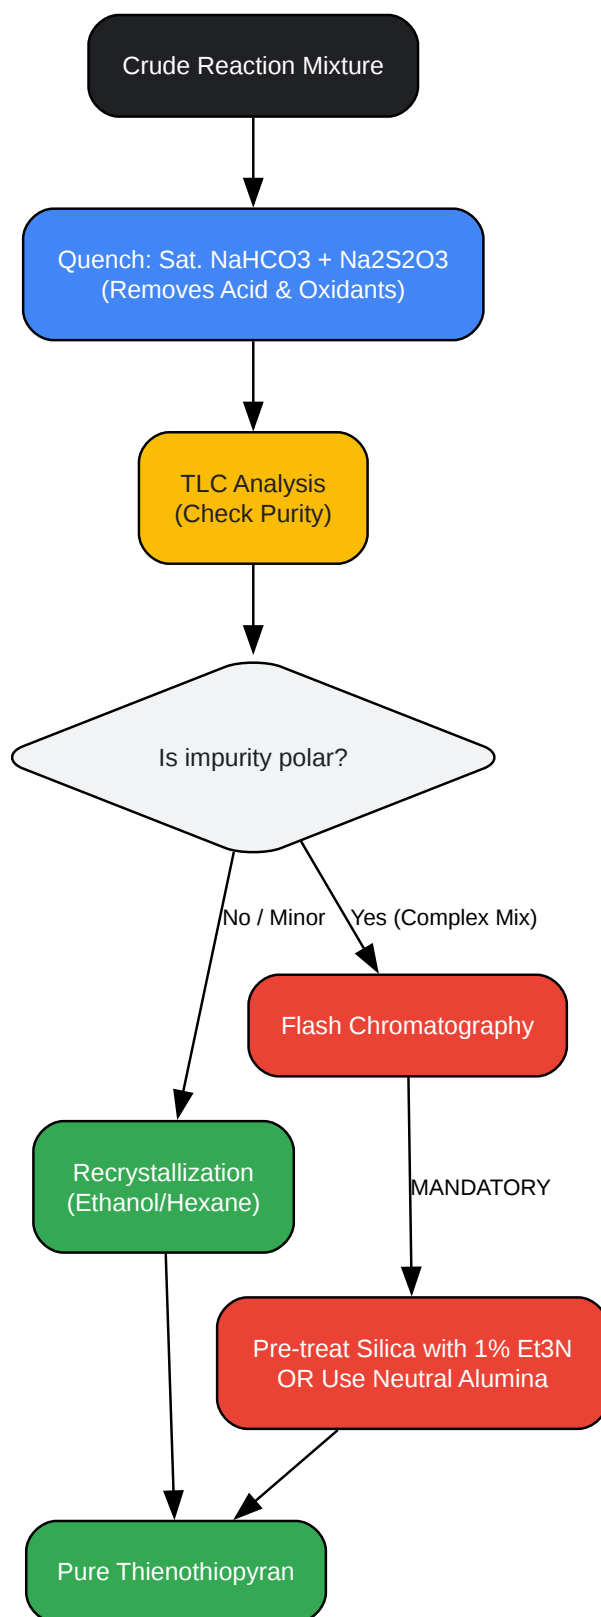 Crude Reaction Mixture
Quench: Sat. NaHCO3 + Na2S2O3
(Removes Acid & Oxidants)
TLC Analysis
(Check Purity)
Is impurity polar?
No / Minor
Yes (Complex Mix)
Flash Chromatography
Recrystallization
(Ethanol/Hexane)
MANDATORY
Pre-treat Silica with 1% Et3N
OR Use Neutral Alumina
Pure Thienothiopyran